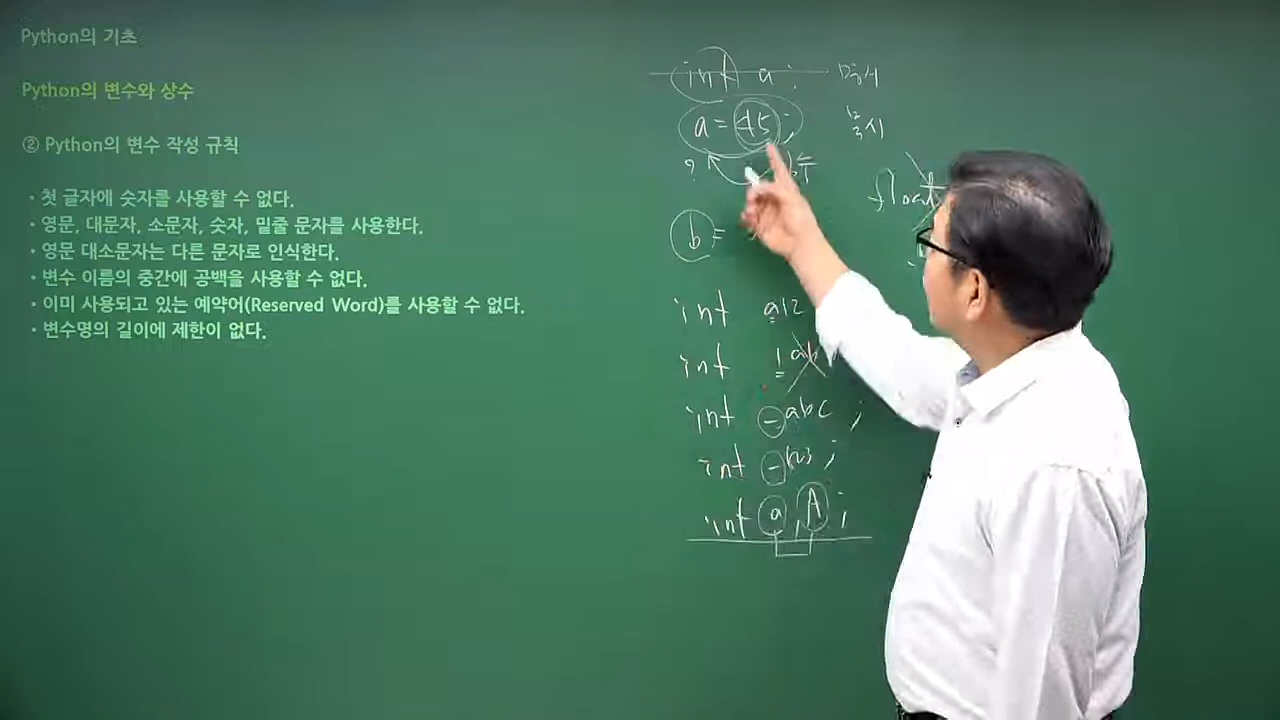 Python의 기초
Python의 변수와 상수
② Python의 변수 작성 규칙
· 첫 글자에 숫자를 사용할 수 없다.
· 영문, 대문자, 소문자, 숫자, 밑줄 문자를 사용한다.
· 영문 대소문자는 다른 문자로 인식한다.
· 변수 이름의 중간에 공백을 사용할 수 없다.
· 이미 사용되고 있는 예약어(Reserved Word)를 사용할 수 없다.
· 변수명의 길이에 제한이 없다.
int a;
a = 45;
?
b =
float
int a12
int 1ab
int _abc ;
int _123 ;
int a, A ;